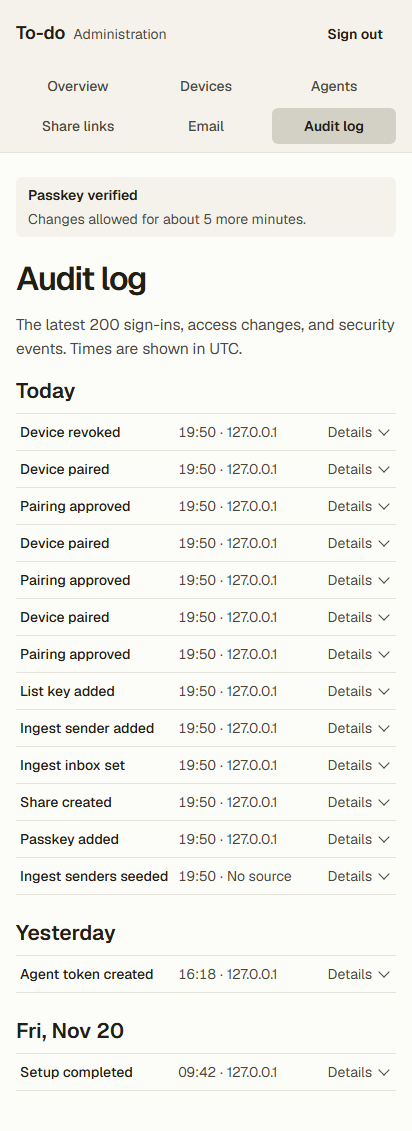 To-do Administration Sign out
Overview Devices Agents
Share links Email Audit log
Passkey verified
Changes allowed for about 5 more minutes.
Audit log
The latest 200 sign-ins, access changes, and security
events. Times are shown in UTC.
Today
Device revoked 19:50 · 127.0.0.1 Details
Device paired 19:50 · 127.0.0.1 Details
Pairing approved 19:50 · 127.0.0.1 Details
Device paired 19:50 · 127.0.0.1 Details
Pairing approved 19:50 · 127.0.0.1 Details
Device paired 19:50 · 127.0.0.1 Details
Pairing approved 19:50 · 127.0.0.1 Details
List key added 19:50 · 127.0.0.1 Details
Ingest sender added 19:50 · 127.0.0.1 Details
Ingest inbox set 19:50 · 127.0.0.1 Details
Share created 19:50 · 127.0.0.1 Details
Passkey added 19:50 · 127.0.0.1 Details
Ingest senders seeded 19:50 · No source Details
Yesterday
Agent token created 16:18 · 127.0.0.1 Details
Fri, Nov 20
Setup completed 09:42 · 127.0.0.1 Details